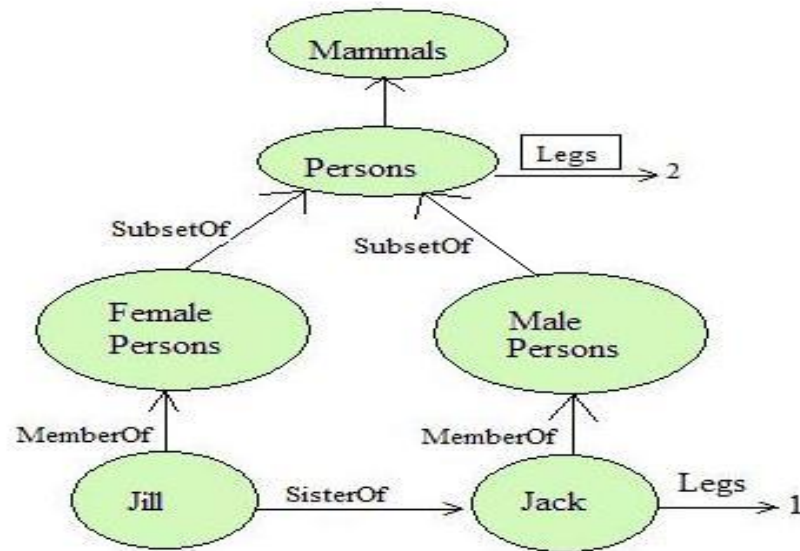 Mammals
Persons
Legs
2
SubsetOf
SubsetOf
Female
Persons
Male
Persons
MemberOf
MemberOf
Jill
SisterOf
Jack
Legs
1